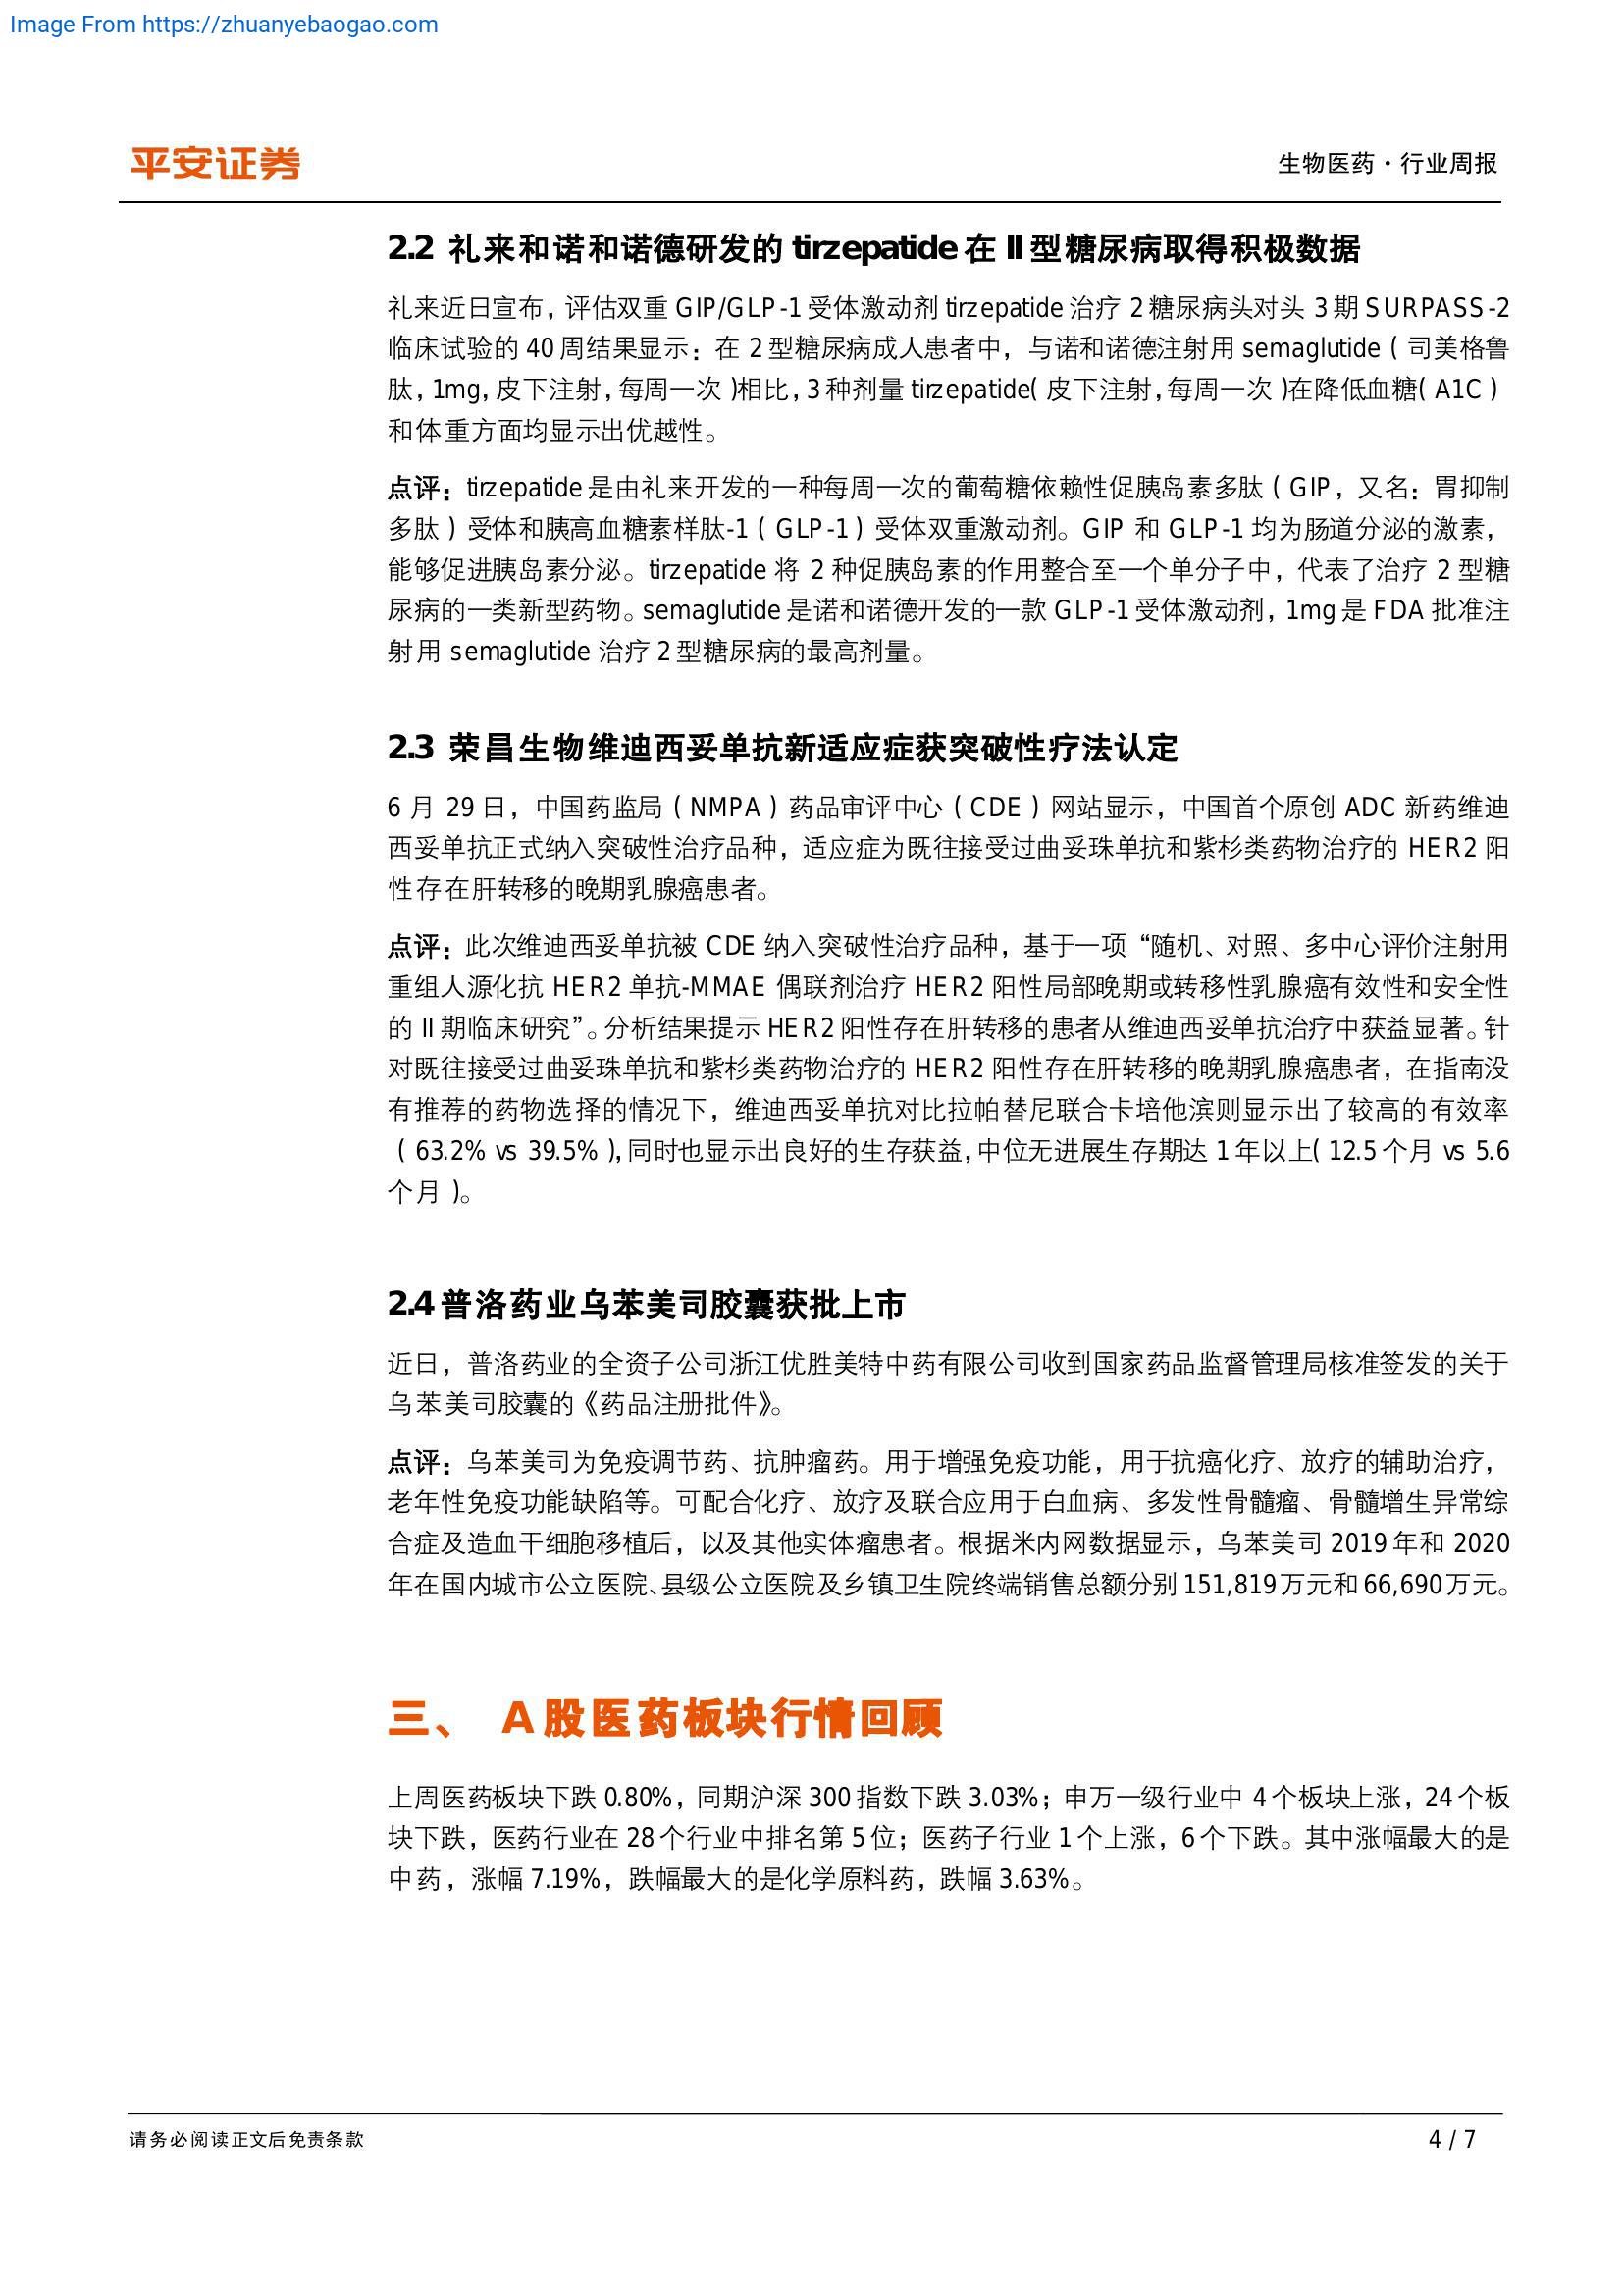 Image From https://zhuanyebaogao.com
平安证券
生物医药·行业周报
2.2 礼来和诺和诺德研发的 tirzepatide 在 II 型糖尿病取得积极数据
礼来近日宣布，评估双重 GIP/GLP-1 受体激动剂 tirzepatide 治疗 2 糖尿病头对头 3 期 SURPASS-2
临床试验的 40 周结果显示：在 2 型糖尿病成人患者中，与诺和诺德注射用 semaglutide（司美格鲁
肽，1mg，皮下注射，每周一次）相比，3 种剂量 tirzepatide（皮下注射，每周一次）在降低血糖（A1C）
和体重方面均显示出优越性。
点评：tirzepatide 是由礼来开发的一种每周一次的葡萄糖依赖性促胰岛素多肽（GIP，又名：胃抑制
多肽）受体和胰高血糖素样肽-1（GLP-1）受体双重激动剂。GIP 和 GLP-1 均为肠道分泌的激素，
能够促进胰岛素分泌。tirzepatide 将 2 种促胰岛素的作用整合至一个单分子中，代表了治疗 2 型糖
尿病的一类新型药物。semaglutide 是诺和诺德开发的一款 GLP-1 受体激动剂，1mg 是 FDA 批准注
射用 semaglutide 治疗 2 型糖尿病的最高剂量。
2.3 荣昌生物维迪西妥单抗新适应症获突破性疗法认定
6 月 29 日，中国药监局（NMPA）药品审评中心（CDE）网站显示，中国首个原创 ADC 新药维迪
西妥单抗正式纳入突破性治疗品种，适应症为既往接受过曲妥珠单抗和紫杉类药物治疗的 HER2 阳
性存在肝转移的晚期乳腺癌患者。
点评：此次维迪西妥单抗被 CDE 纳入突破性治疗品种，基于一项“随机、对照、多中心评价注射用
重组人源化抗 HER2 单抗-MMAE 偶联剂治疗 HER2 阳性局部晚期或转移性乳腺癌有效性和安全性
的 II 期临床研究”。分析结果提示 HER2 阳性存在肝转移的患者从维迪西妥单抗治疗中获益显著。针
对既往接受过曲妥珠单抗和紫杉类药物治疗的 HER2 阳性存在肝转移的晚期乳腺癌患者，在指南没
有推荐的药物选择的情况下，维迪西妥单抗对比拉帕替尼联合卡培他滨则显示出了较高的有效率
（63.2% vs 39.5%），同时也显示出良好的生存获益，中位无进展生存期达 1 年以上（12.5 个月 vs 5.6
个月）。
2.4 普洛药业乌苯美司胶囊获批上市
近日，普洛药业的全资子公司浙江优胜美特中药有限公司收到国家药品监督管理局核准签发的关于
乌苯美司胶囊的《药品注册批件》。
点评：乌苯美司为免疫调节药、抗肿瘤药。用于增强免疫功能，用于抗癌化疗、放疗的辅助治疗，
老年性免疫功能缺陷等。可配合化疗、放疗及联合应用于白血病、多发性骨髓瘤、骨髓增生异常综
合症及造血干细胞移植后，以及其他实体瘤患者。根据米内网数据显示，乌苯美司 2019 年和 2020
年在国内城市公立医院、县级公立医院及乡镇卫生院终端销售总额分别 151,819 万元和 66,690 万元。
三、 A 股医药板块行情回顾
上周医药板块下跌 0.80%，同期沪深 300 指数下跌 3.03%；申万一级行业中 4 个板块上涨，24 个板
块下跌，医药行业在 28 个行业中排名第 5 位；医药子行业 1 个上涨，6 个下跌。其中涨幅最大的是
中药，涨幅 7.19%，跌幅最大的是化学原料药，跌幅 3.63%。
请务必阅读正文后免责条款
4 / 7